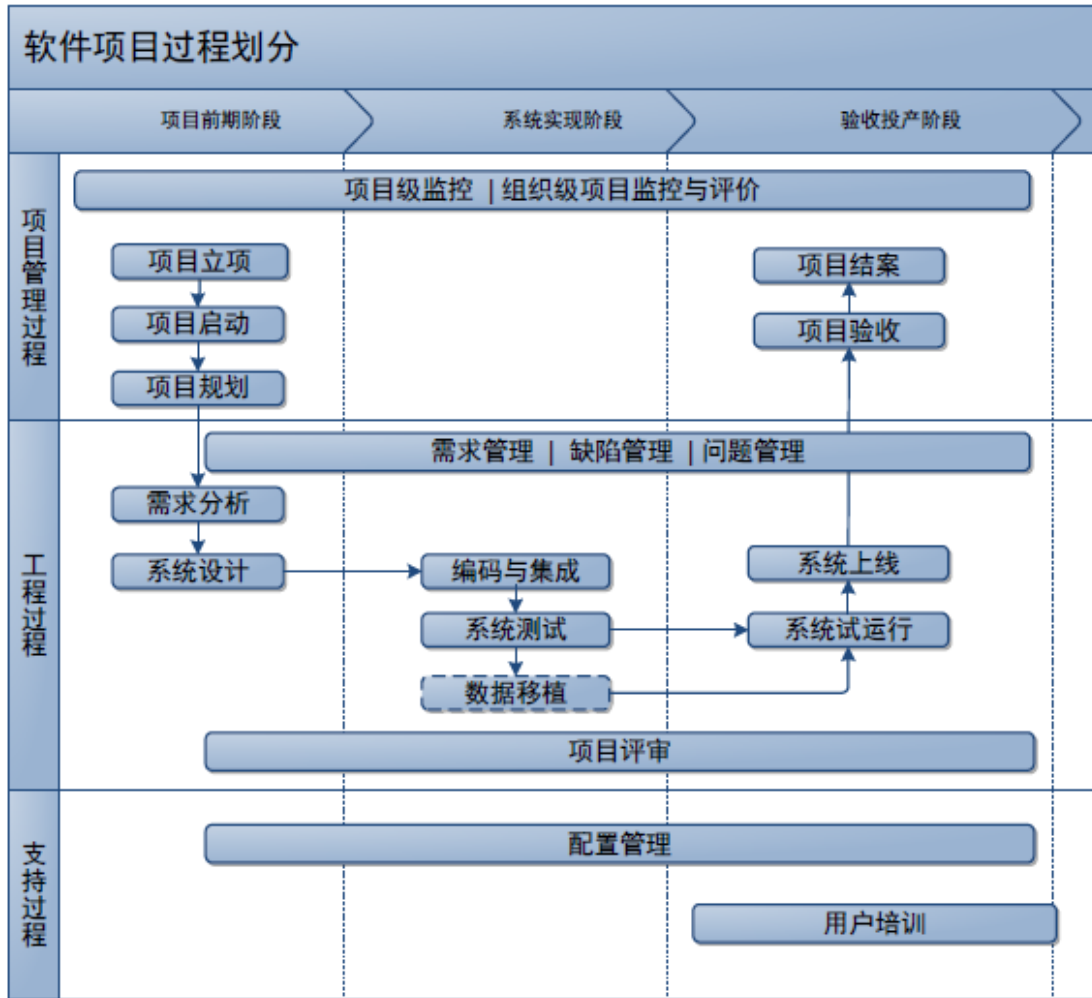 软件项目过程划分
项目前期阶段
系统实现阶段
验收投产阶段
项目管理过程
项目级监控 | 组织级项目监控与评价
项目立项
项目结案
项目启动
项目验收
项目规划
工程过程
需求管理 | 缺陷管理 | 问题管理
需求分析
系统设计
编码与集成
系统上线
系统测试
系统试运行
数据移植
项目评审
支持过程
配置管理
用户培训